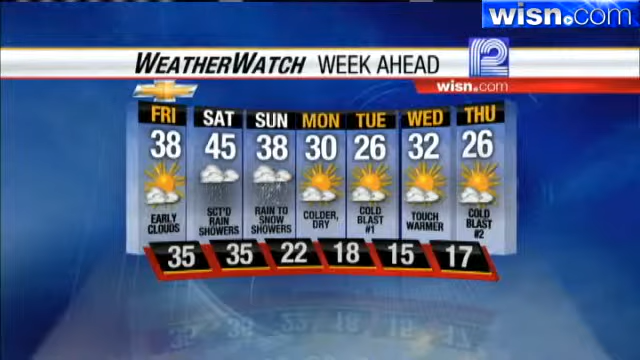 wisn.com
WEATHERWATCH WEEK AHEAD 12
wisn.com
FRI SAT SUN MON TUE WED THU
38 45 38 30 26 32 26
EARLY CLOUDS SCT'D RAIN SHOWERS RAIN TO SNOW SHOWERS COLDER, DRY COLD BLAST #1 TOUCH WARMER COLD BLAST #2
35 35 22 18 15 17